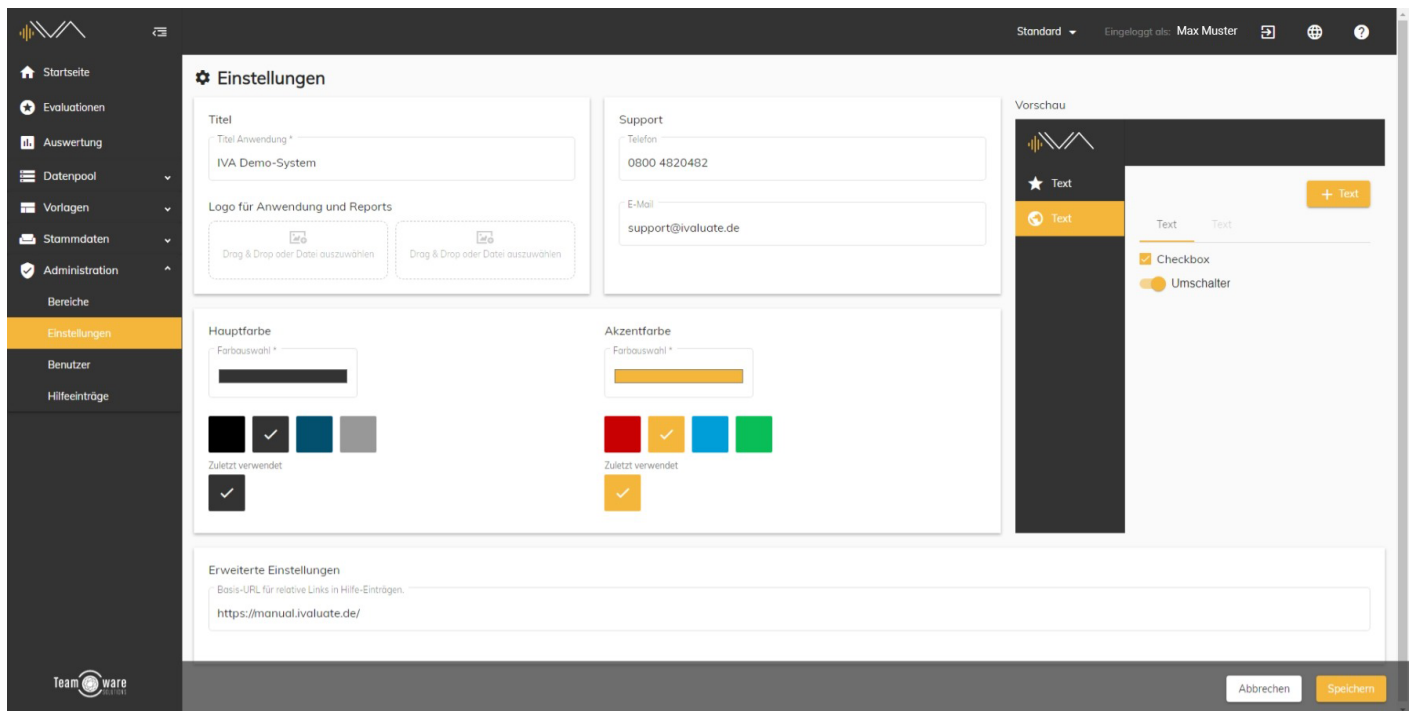 IVA
Standard
Eingeloggt als: Max Muster
Startseite
Evaluationen
Auswertung
Datenpool
Vorlagen
Stammdaten
Administration
Bereiche
Einstellungen
Benutzer
Hilfeeinträge
Team ware
SOLUTIONS
Einstellungen
Titel
Titel Anwendung *
IVA Demo-System
Logo für Anwendung und Reports
Drag & Drop oder Datei auszuwählen
Drag & Drop oder Datei auszuwählen
Support
Telefon
0800 4820482
E-Mail
support@ivaluate.de
Hauptfarbe
Farbauswahl *
Zuletzt verwendet
Akzentfarbe
Farbauswahl *
Zuletzt verwendet
Vorschau
IVA
Text
Text
+ Text
Text Text
Checkbox
Umschalter
Erweiterte Einstellungen
Basis-URL für relative Links in Hilfe-Einträgen.
https://manual.ivaluate.de/
Abbrechen
Speichern